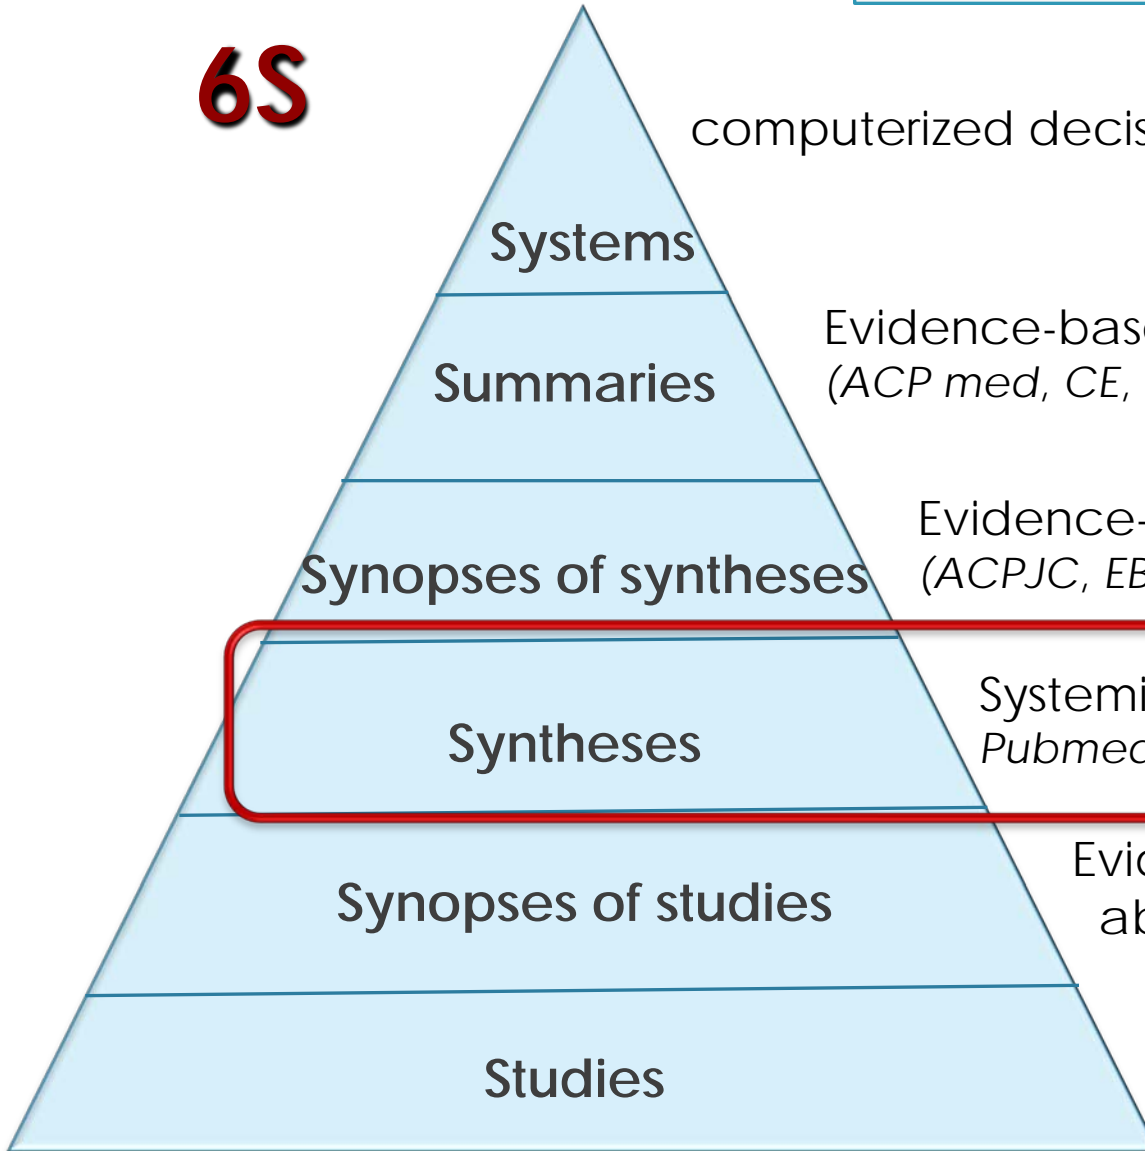 6S
computerized decis
Systems
Evidence-bas
(ACP med, CE,
Summaries
Evidence-
(ACPJC, EB
Synopses of syntheses
Systemi
Pubmed
Syntheses
Evid
ab
Synopses of studies
Studies